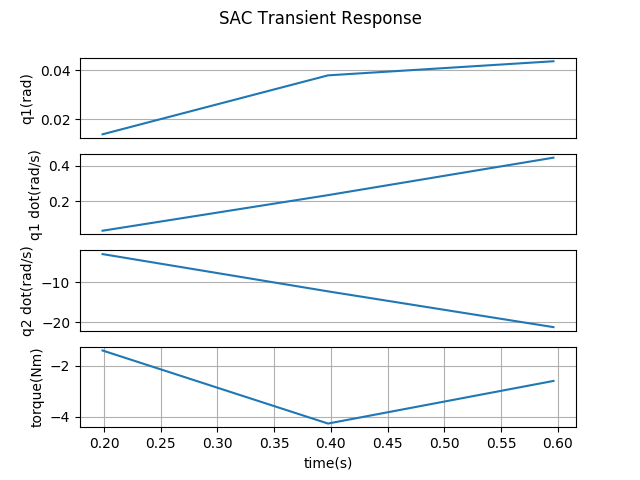 SAC Transient Response
q1(rad)
0.04
0.02
q1 dot(rad/s)
0.4
0.2
q2 dot(rad/s)
−10
−20
torque(Nm)
−2
−4
0.20 0.25 0.30 0.35 0.40 0.45 0.50 0.55 0.60
time(s)